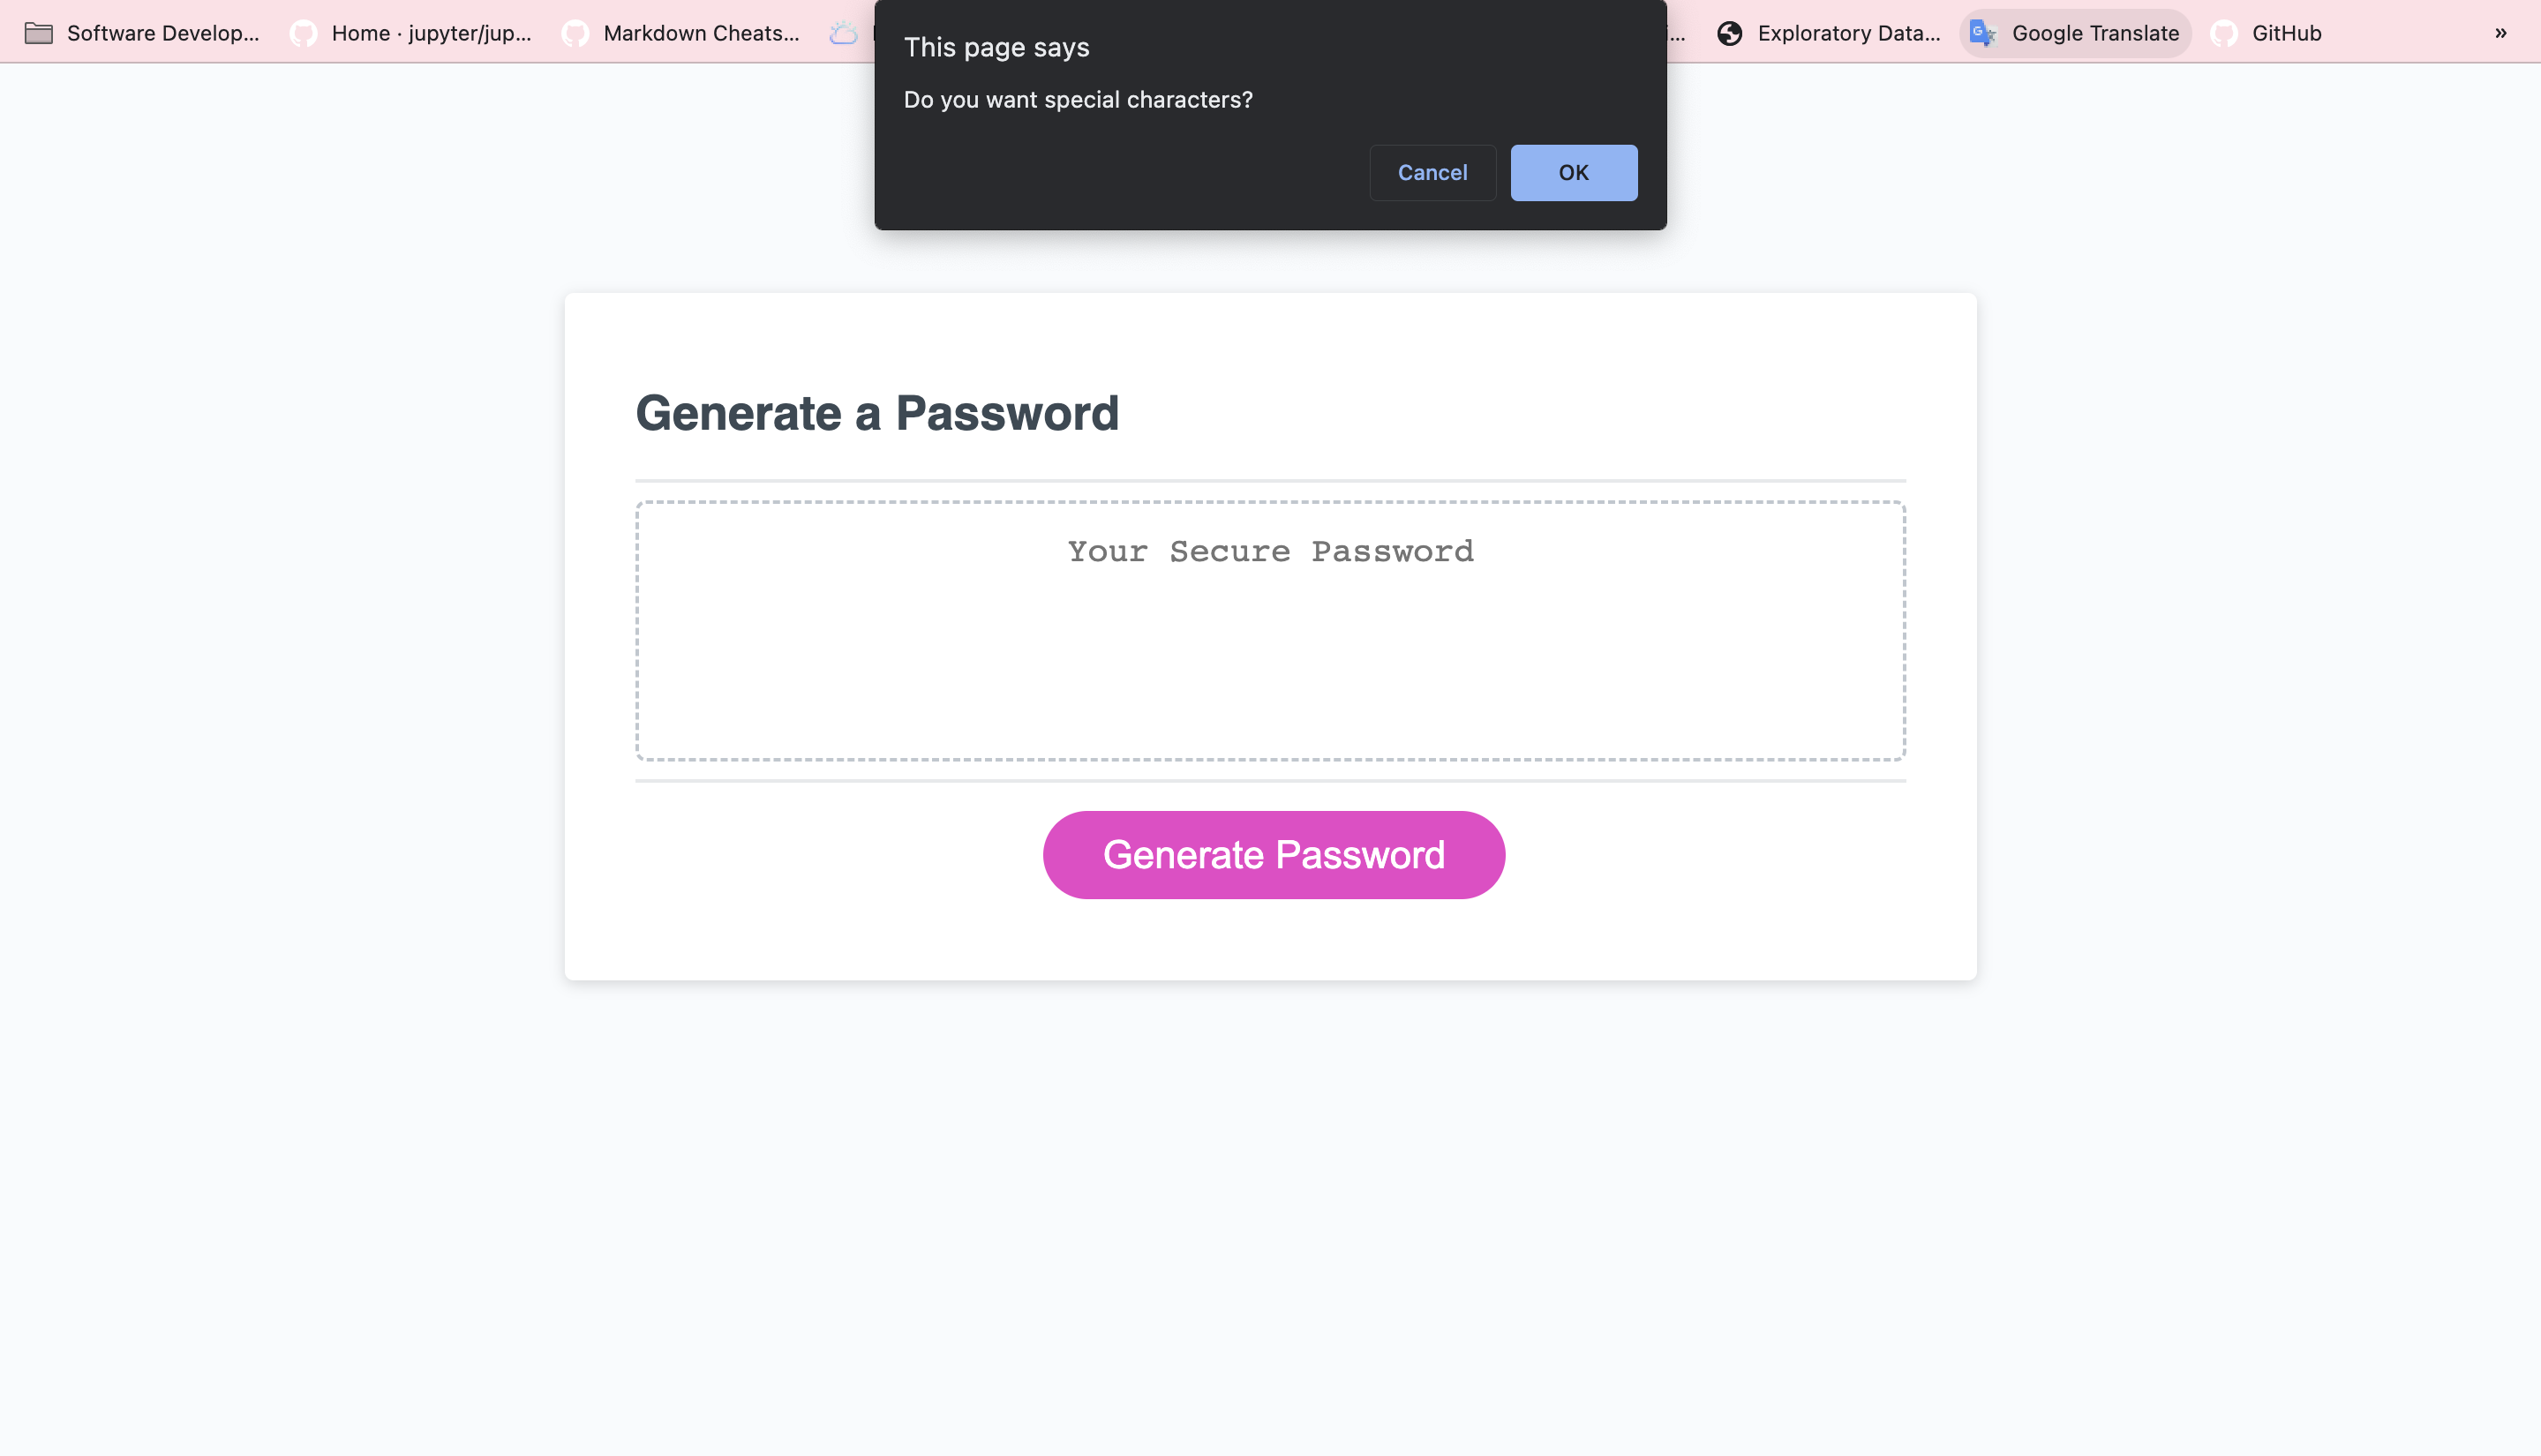 Software Develop... Home · jupyter/jup... Markdown Cheats... Exploratory Data... Google Translate GitHub »
This page says
Do you want special characters?
Cancel OK
Generate a Password
Your Secure Password
Generate Password